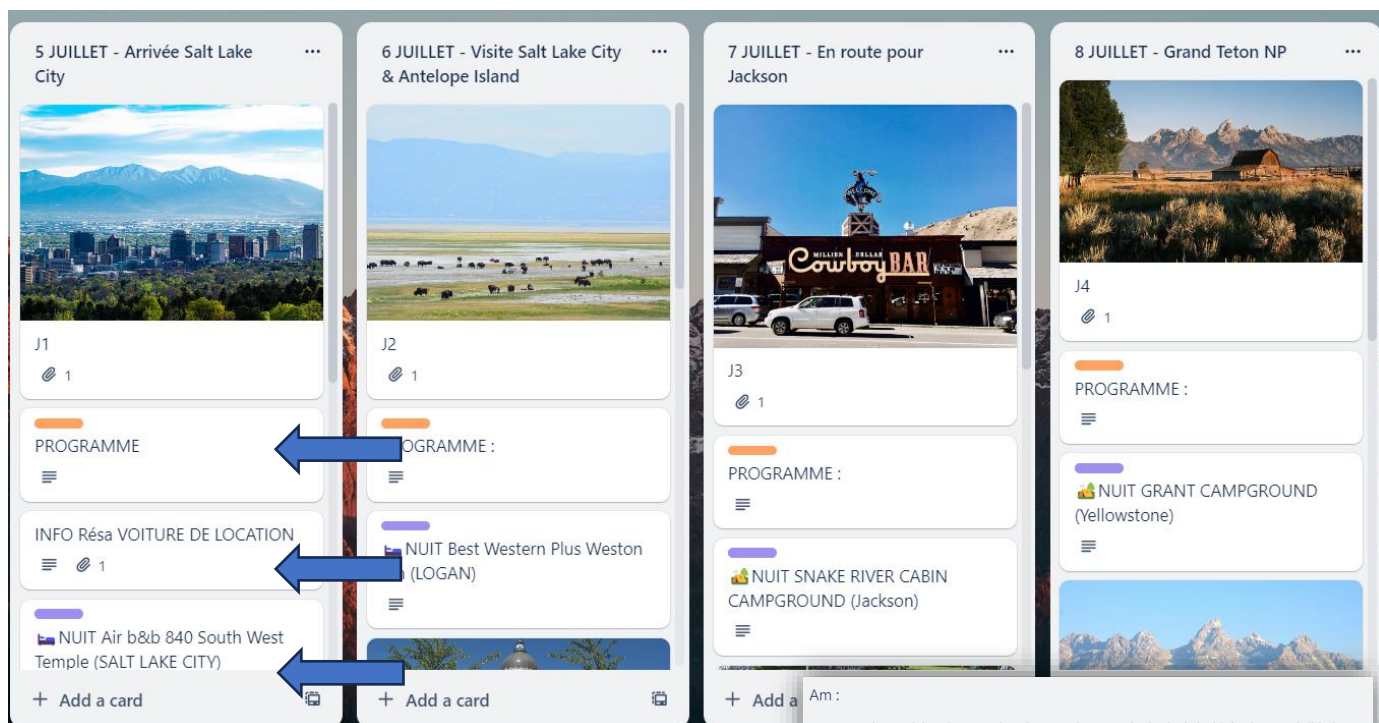 5 JUILLET - Arrivée Salt Lake
City
J1
1
PROGRAMME
INFO Résa VOITURE DE LOCATION
1
NUIT Air b&b 840 South West
Temple (SALT LAKE CITY)
+ Add a card
6 JUILLET - Visite Salt Lake City
& Antelope Island
J2
1
OGRAMME :
NUIT Best Western Plus Weston
(LOGAN)
+ Add a card
7 JUILLET - En route pour
Jackson
WELCOME
MILLION DOLLAR
Cowboy BAR
J3
1
PROGRAMME :
🏕️NUIT SNAKE RIVER CABIN
CAMPGROUND (Jackson)
+ Add a
8 JUILLET - Grand Teton NP
J4
1
PROGRAMME :
🏕️NUIT GRANT CAMPGROUND
(Yellowstone)
Am :